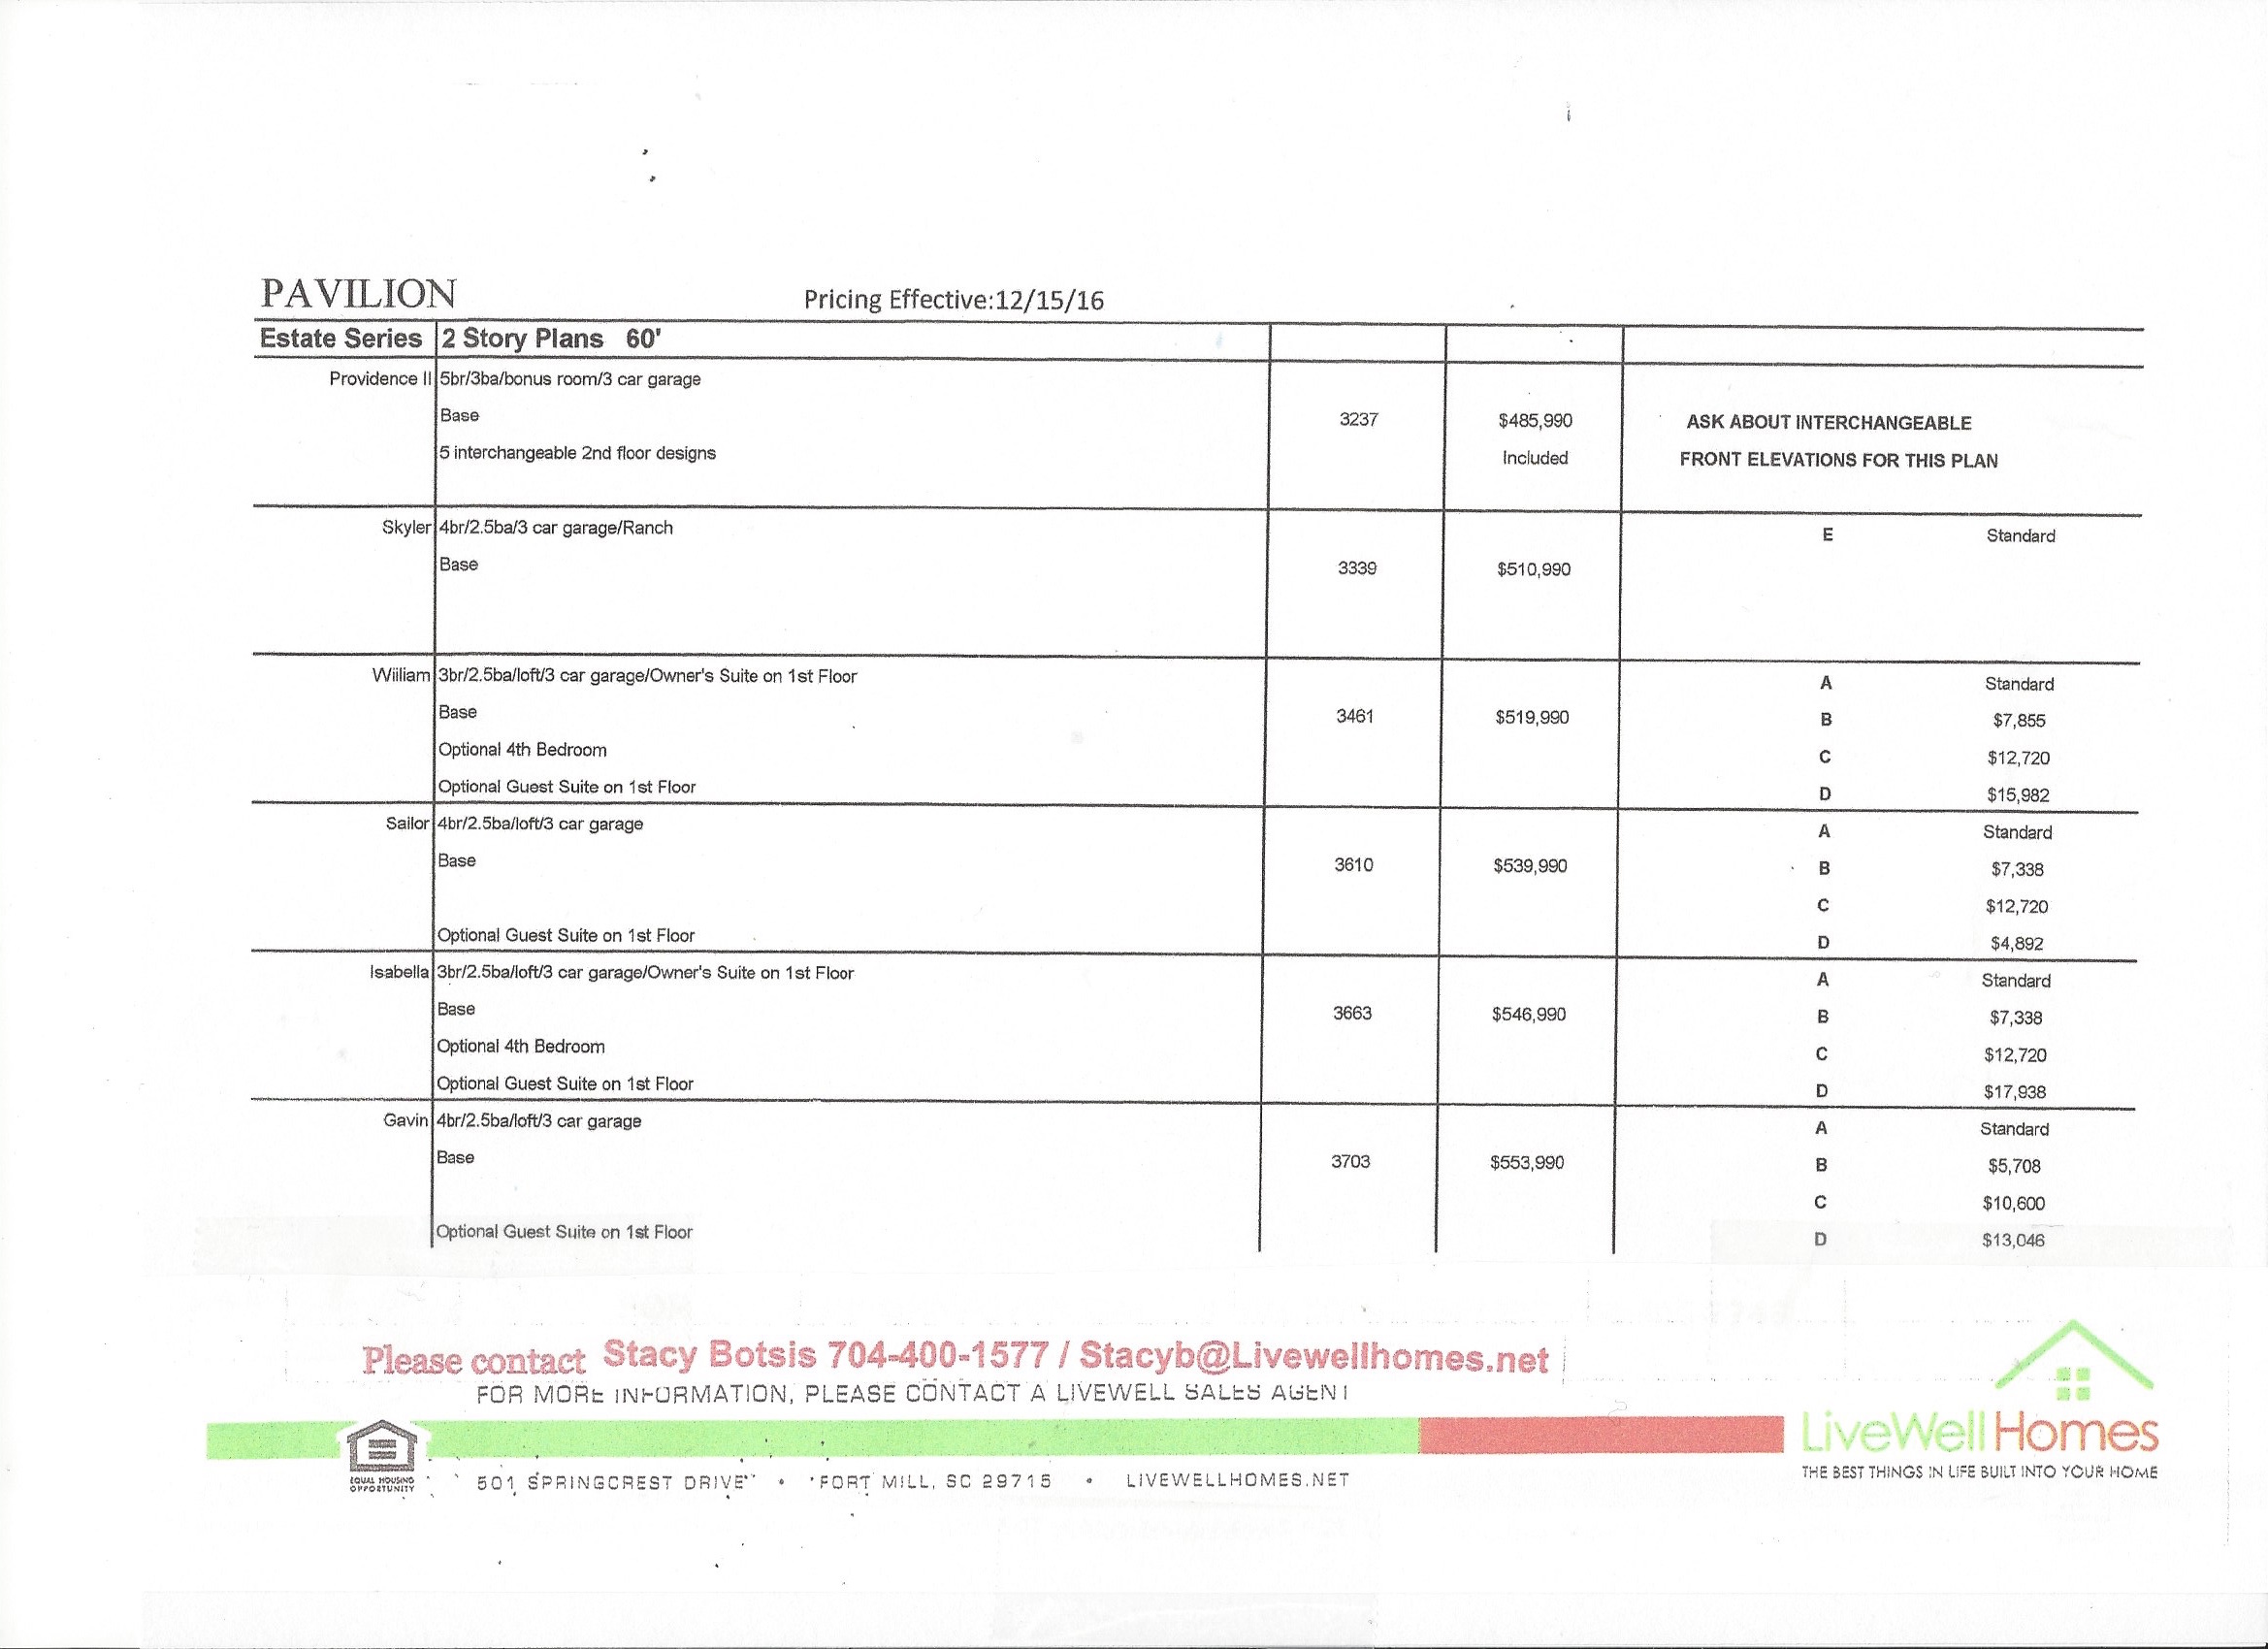 PAVILION Pricing Effective:12/15/16
Estate Series 2 Story Plans 60'
Providence II 5br/3ba/bonus room/3 car garage
Base 3237 $485,990 ASK ABOUT INTERCHANGEABLE
5 interchangeable 2nd floor designs Included FRONT ELEVATIONS FOR THIS PLAN
Skyler 4br/2.5ba/3 car garage/Ranch E Standard
Base 3339 $510,990
William 3br/2.5ba/loft/3 car garage/Owner's Suite on 1st Floor A Standard
Base 3461 $519,990 B $7,855
Optional 4th Bedroom C $12,720
Optional Guest Suite on 1st Floor D $15,982
Sailor 4br/2.5ba/loft/3 car garage A Standard
Base 3610 $539,990 B $7,338
C $12,720
Optional Guest Suite on 1st Floor D $4,892
Isabella 3br/2.5ba/loft/3 car garage/Owner's Suite on 1st Floor A Standard
Base 3663 $546,990 B $7,338
Optional 4th Bedroom C $12,720
Optional Guest Suite on 1st Floor D $17,938
Gavin 4br/2.5ba/loft/3 car garage A Standard
Base 3703 $553,990 B $5,708
C $10,600
Optional Guest Suite on 1st Floor D $13,046
Please contact Stacy Botsis 704-400-1577 / Stacyb@Livewellhomes.net
FOR MORE INFORMATION, PLEASE CONTACT A LIVEWELL SALES AGENT
LiveWell Homes
THE BEST THINGS IN LIFE BUILT INTO YOUR HOME
EQUAL HOUSING
OPPORTUNITY
501 SPRINGCREST DRIVE • FORT MILL, SC 29715 • LIVEWELLHOMES.NET